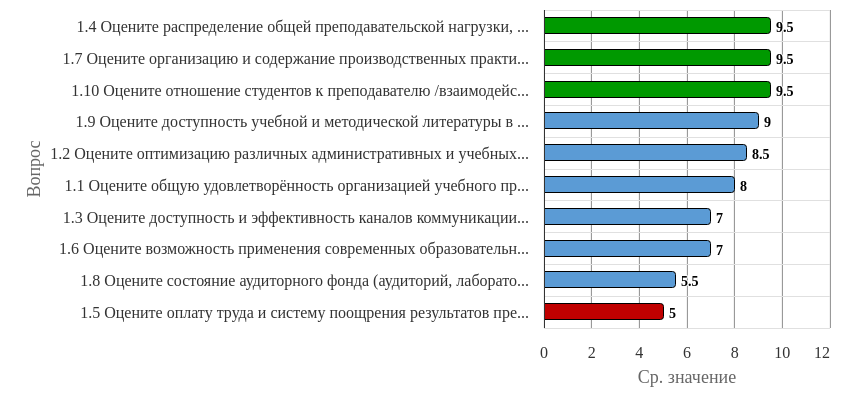 1.4 Оцените распределение общей преподавательской нагрузки, ... 9.5
1.7 Оцените организацию и содержание производственных практи... 9.5
1.10 Оцените отношение студентов к преподавателю /взаимодейс... 9.5
1.9 Оцените доступность учебной и методической литературы в ... 9
1.2 Оцените оптимизацию различных административных и учебных... 8.5
1.1 Оцените общую удовлетворённость организацией учебного пр... 8
1.3 Оцените доступность и эффективность каналов коммуникации... 7
1.6 Оцените возможность применения современных образовательн... 7
1.8 Оцените состояние аудиторного фонда (аудиторий, лаборато... 5.5
1.5 Оцените оплату труда и систему поощрения результатов пре... 5
Вопрос
0 2 4 6 8 10 12
Ср. значение